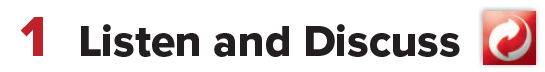 1 Listen and Discuss